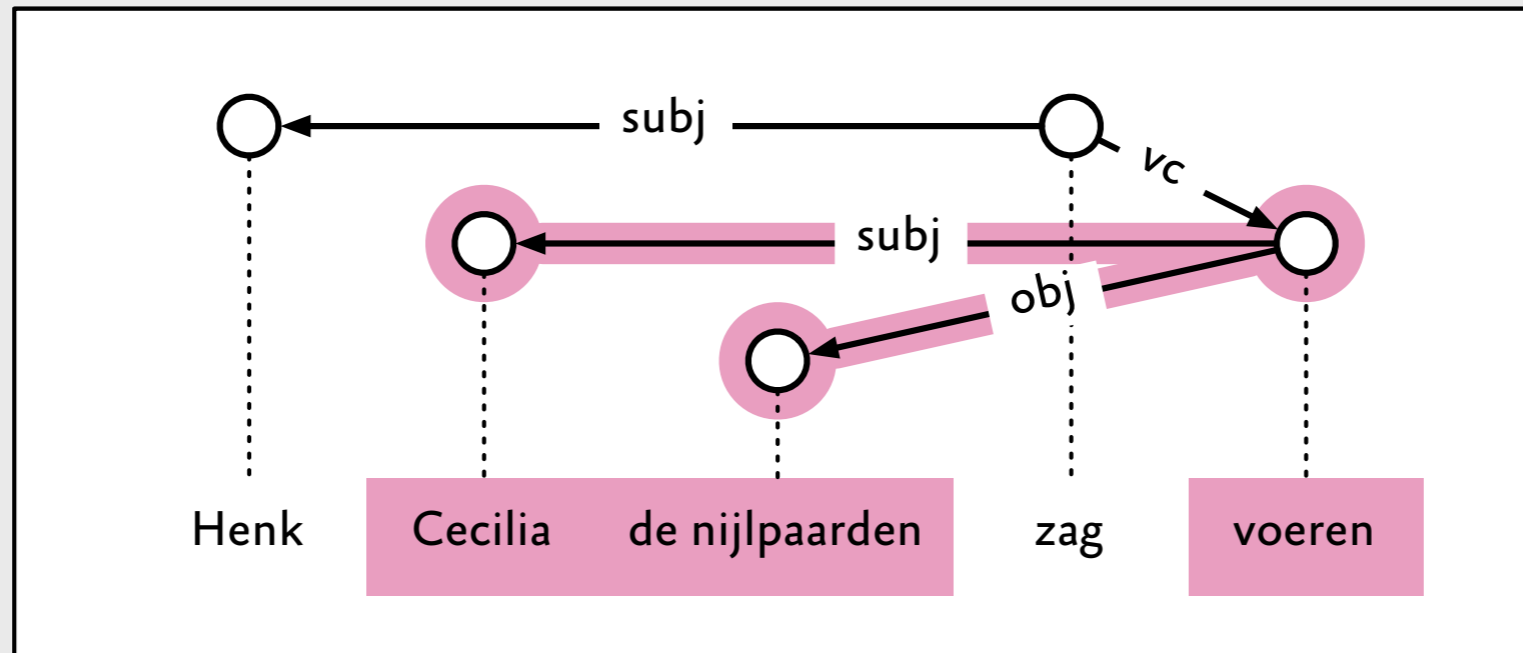 subj
vc
subj
obj
Henk Cecilia de nijlpaarden zag voeren